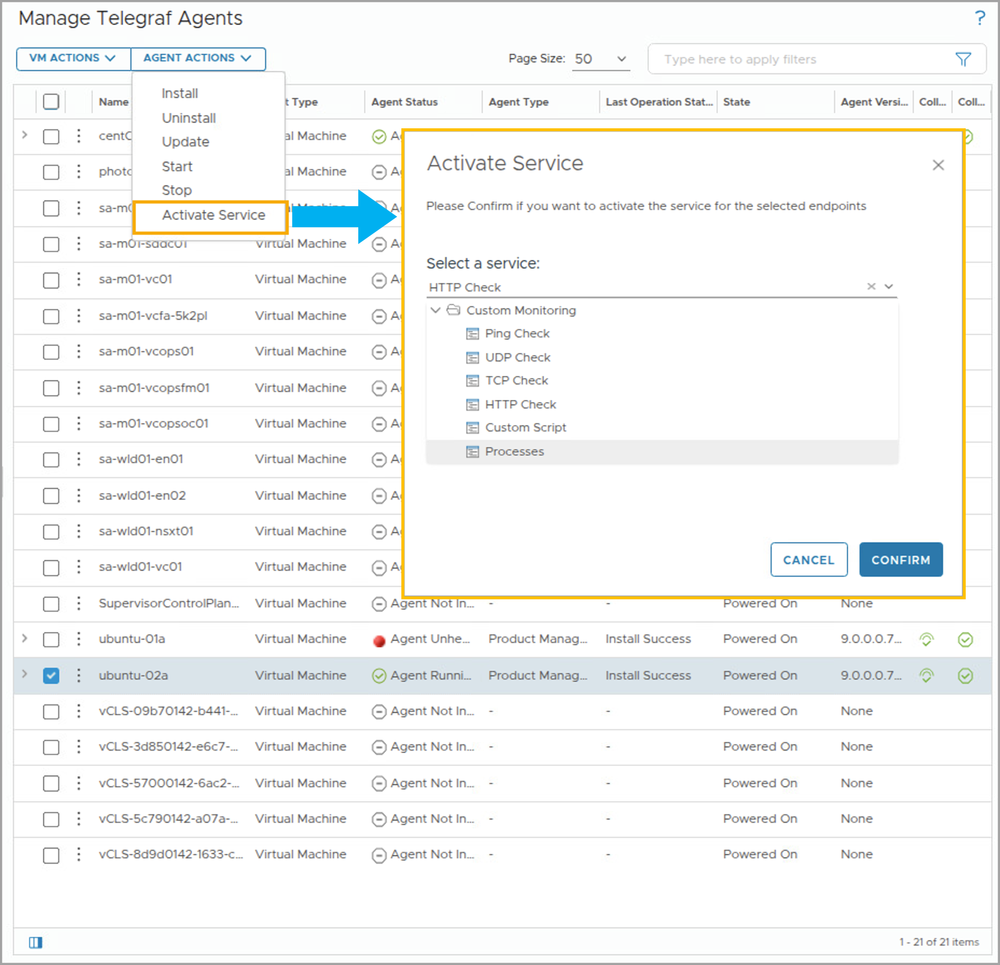 Manage Telegraf Agents
?
VM ACTIONS
AGENT ACTIONS
Page Size: 50
Type here to apply filters
Install
Uninstall
Update
Start
Stop
Activate Service
Name t Type Agent Status Agent Type Last Operation Stat... State Agent Versi... Coll... Coll...
al Machine
al Machine
sa-m01-sddc01 Virtual Machine
sa-m01-vc01 Virtual Machine
sa-m01-vcfa-5k2pl Virtual Machine
sa-m01-vcops01 Virtual Machine
sa-m01-vcopsfm01 Virtual Machine
sa-m01-vcopsoc01 Virtual Machine
sa-wld01-en01 Virtual Machine
sa-wld01-en02 Virtual Machine
sa-wld01-nsxt01 Virtual Machine
sa-wld01-vc01 Virtual Machine
Activate Service
Please Confirm if you want to activate the service for the selected endpoints
Select a service:
HTTP Check
Custom Monitoring
Ping Check
UDP Check
TCP Check
HTTP Check
Custom Script
Processes
CANCEL
CONFIRM
SupervisorControlPlan... Virtual Machine Agent Not In... - - Powered On None
ubuntu-01a Virtual Machine Agent Unhe... Product Manag... Install Success Powered On 9.0.0.0.7...
ubuntu-02a Virtual Machine Agent Runni... Product Manag... Install Success Powered On 9.0.0.0.7...
vCLS-09b70142-b441-... Virtual Machine Agent Not In... - - Powered On None
vCLS-3d850142-e6c7-... Virtual Machine Agent Not In... - - Powered On None
vCLS-57000142-6ac2-... Virtual Machine Agent Not In... - - Powered On None
vCLS-5c790142-a07a-... Virtual Machine Agent Not In... - - Powered On None
vCLS-8d9d0142-1633-c... Virtual Machine Agent Not In... - - Powered On None
1 - 21 of 21 items